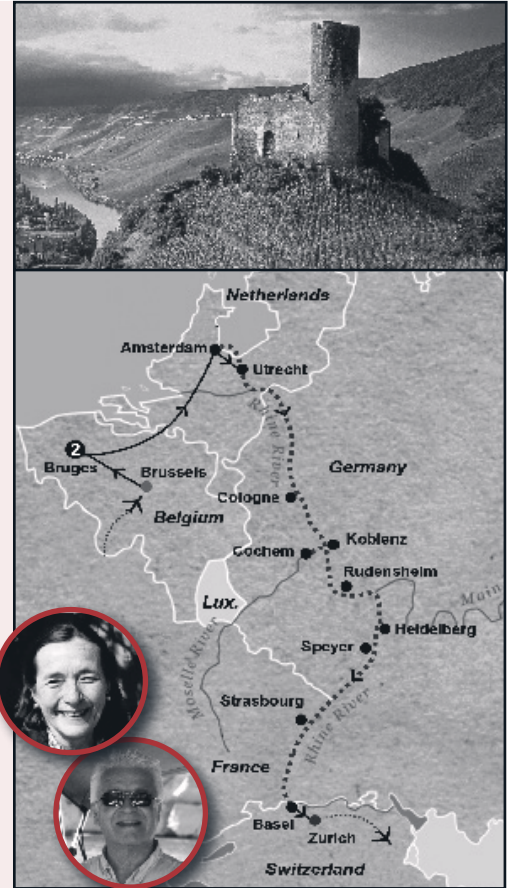 Netherlands
Amsterdam
Utrecht
Rhine River
2
Bruges
Brussels
Germany
Belgium
Cologne
Cochem
Koblenz
Rudensheim
Lux.
Main
Heidelberg
Speyer
Moselle River
Strasbourg
Rhine River
France
Basel
Zurich
Switzerland